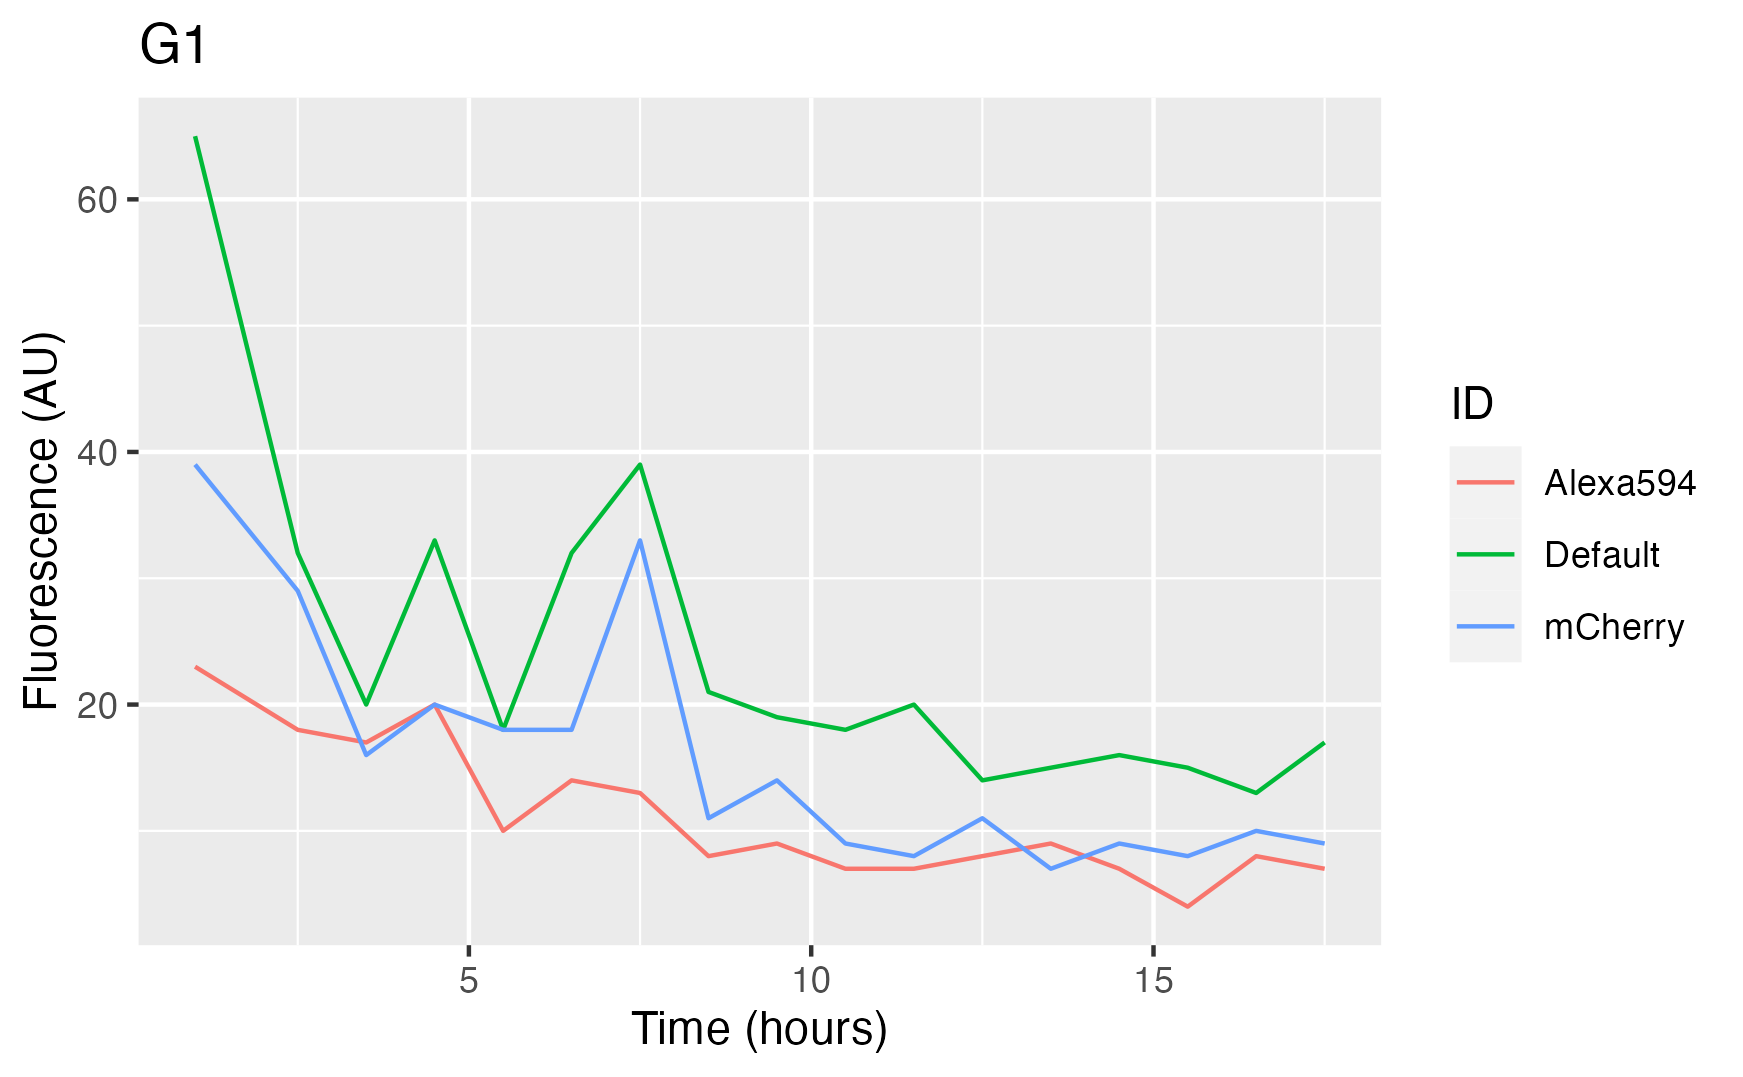 G1
Fluorescence (AU)
60
40
20
5 10 15
Time (hours)
ID
Alexa594
Default
mCherry